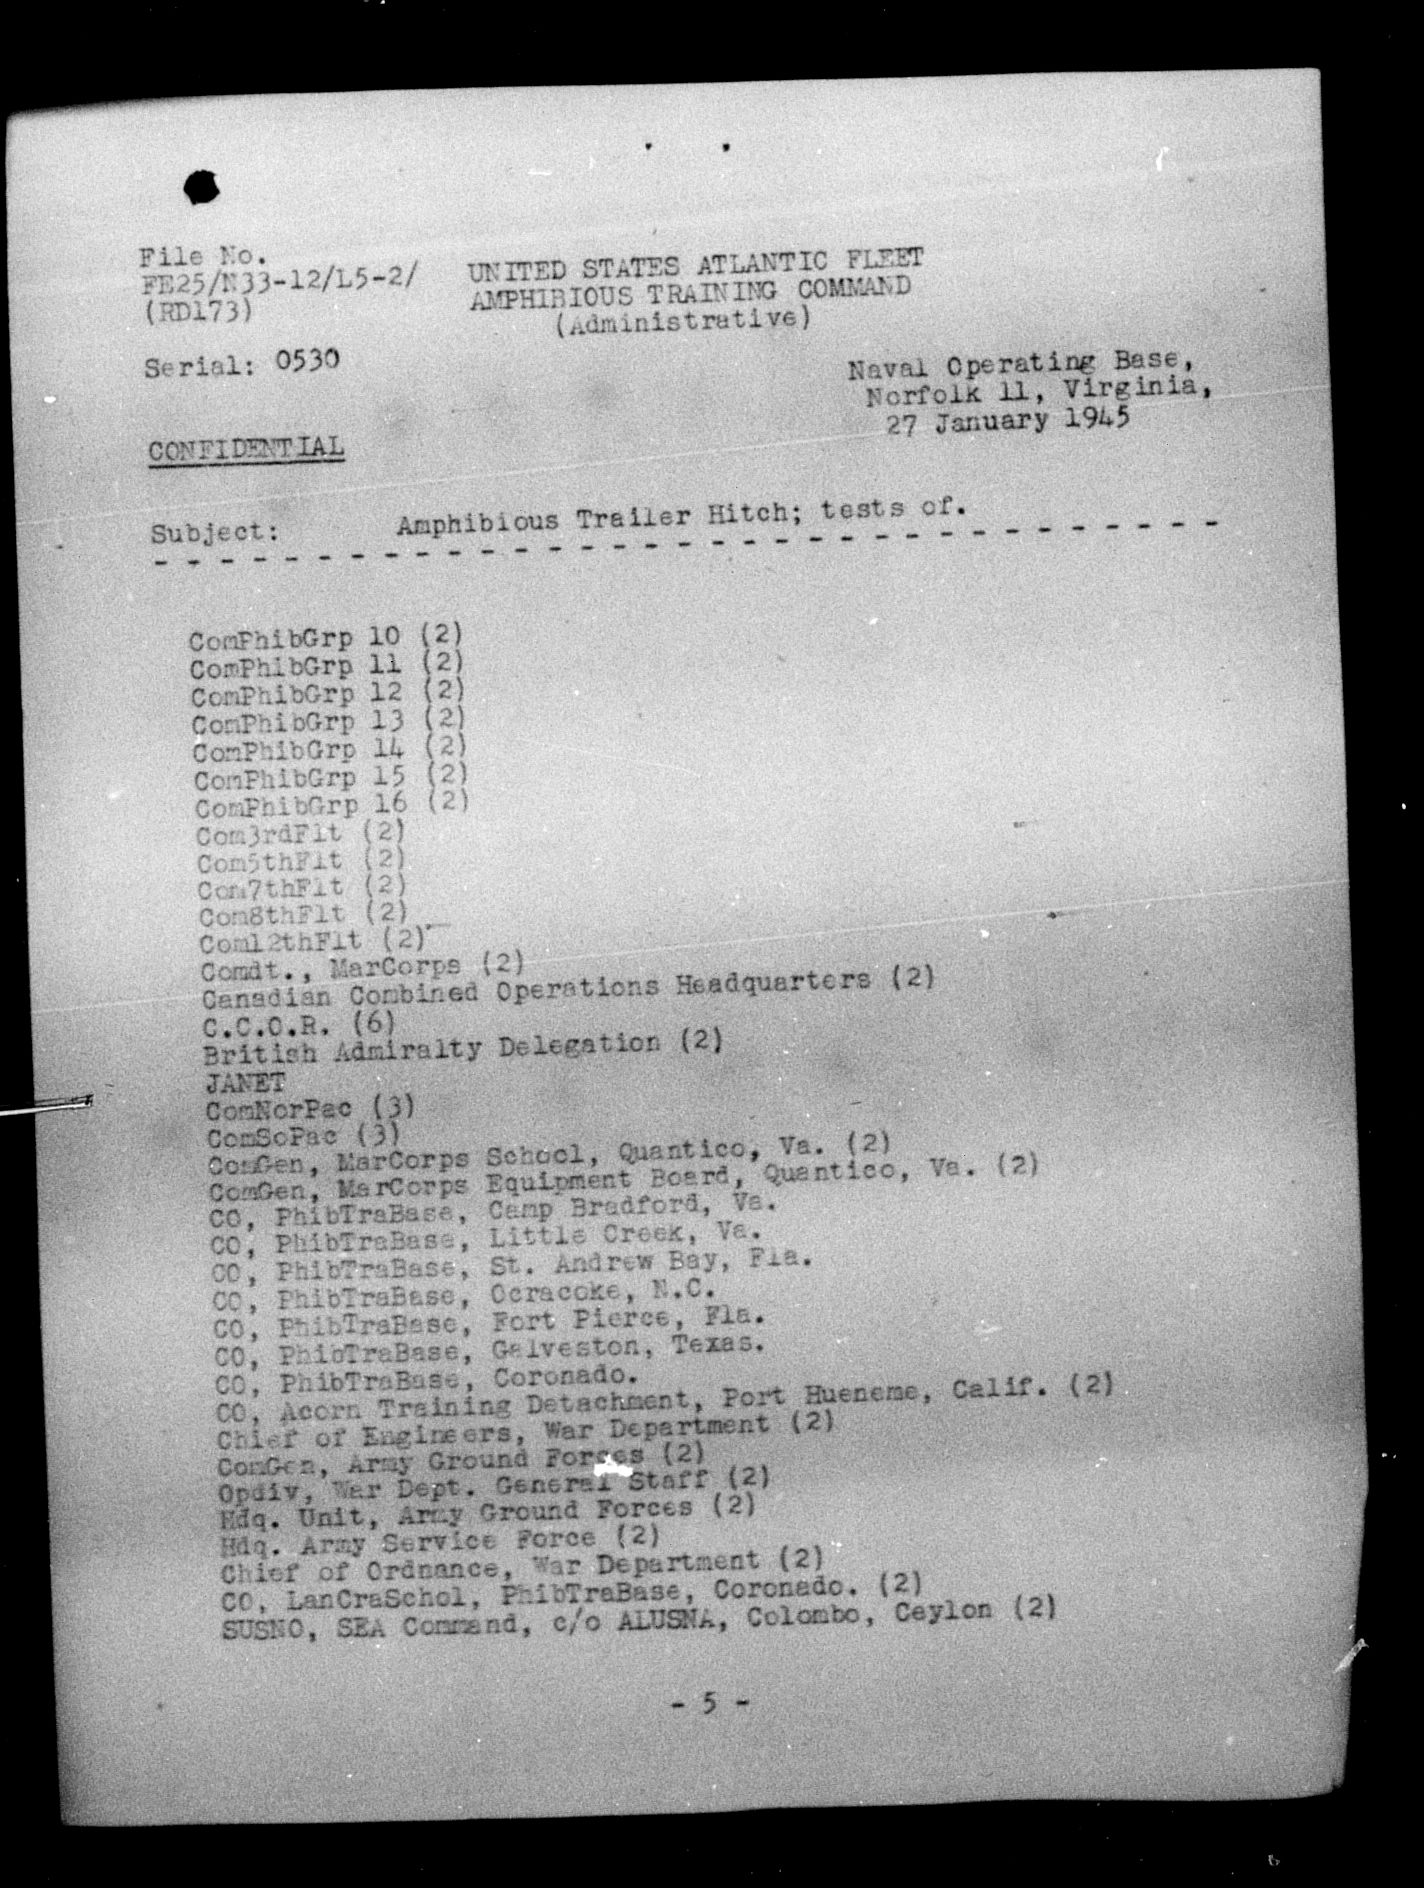 File No.
FE25/N33-12/L5-2/
(RD173)
UNITED STATES ATLANTIC FLEET
AMPHIBIOUS TRAINING COMMAND
(Administrative)
Serial: 0530
Naval Operating Base,
Norfolk 11, Virginia,
27 January 1945
CONFIDENTIAL
Subject: Amphibious Trailer Hitch; tests of.
- - - - - - - - - - - - - - - - - - - - - - - - - - - - - - - - -
ComPhibGrp 10 (2)
ComPhibGrp 11 (2)
ComPhibGrp 12 (2)
ComPhibGrp 13 (2)
ComPhibGrp 14 (2)
ComPhibGrp 15 (2)
ComPhibGrp 16 (2)
Com3rdFlt (2)
Com5thFlt (2)
Com7thFlt (2)
Com8thFlt (2)
Com12thFlt (2)
Comdt., MarCorps (2)
Canadian Combined Operations Headquarters (2)
C.C.O.R. (6)
British Admiralty Delegation (2)
JANET
ComNorPac (3)
ComSoPac (3)
ComGen, MarCorps School, Quantico, Va. (2)
ComGen, MarCorps Equipment Board, Quantico, Va. (2)
CO, PhibTraBase, Camp Bradford, Va.
CO, PhibTraBase, Little Creek, Va.
CO, PhibTraBase, St. Andrew Bay, Fla.
CO, PhibTraBase, Ocracoke, N.C.
CO, PhibTraBase, Fort Pierce, Fla.
CO, PhibTraBase, Galveston, Texas.
CO, PhibTraBase, Coronado.
CO, Acorn Training Detachment, Port Hueneme, Calif. (2)
Chief of Engineers, War Department (2)
ComGen, Army Ground Forces (2)
Opdiv, War Dept. General Staff (2)
Hdq. Unit, Army Ground Forces (2)
Hdq. Army Service Force (2)
Chief of Ordnance, War Department (2)
CO, LanCraSchol, PhibTraBase, Coronado. (2)
SUSNO, SEA Command, c/o ALUSNA, Colombo, Ceylon (2)
- 5 -